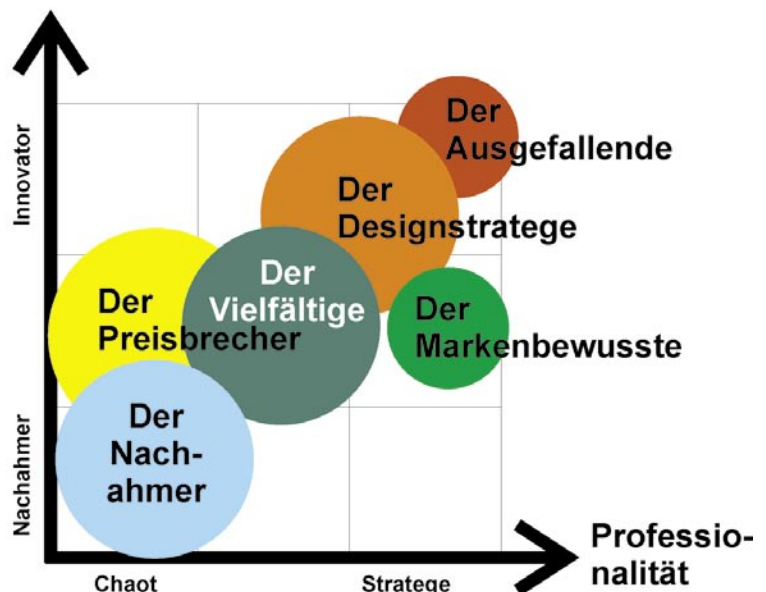 Innovator
Nachahmer
Der
Ausgefallende
Der
Designstratege
Der
Vielfältige
Der
Preisbrecher
Der
Markenbewusste
Der
Nach-
ahmer
Chaot
Stratege
Professio-
nalität